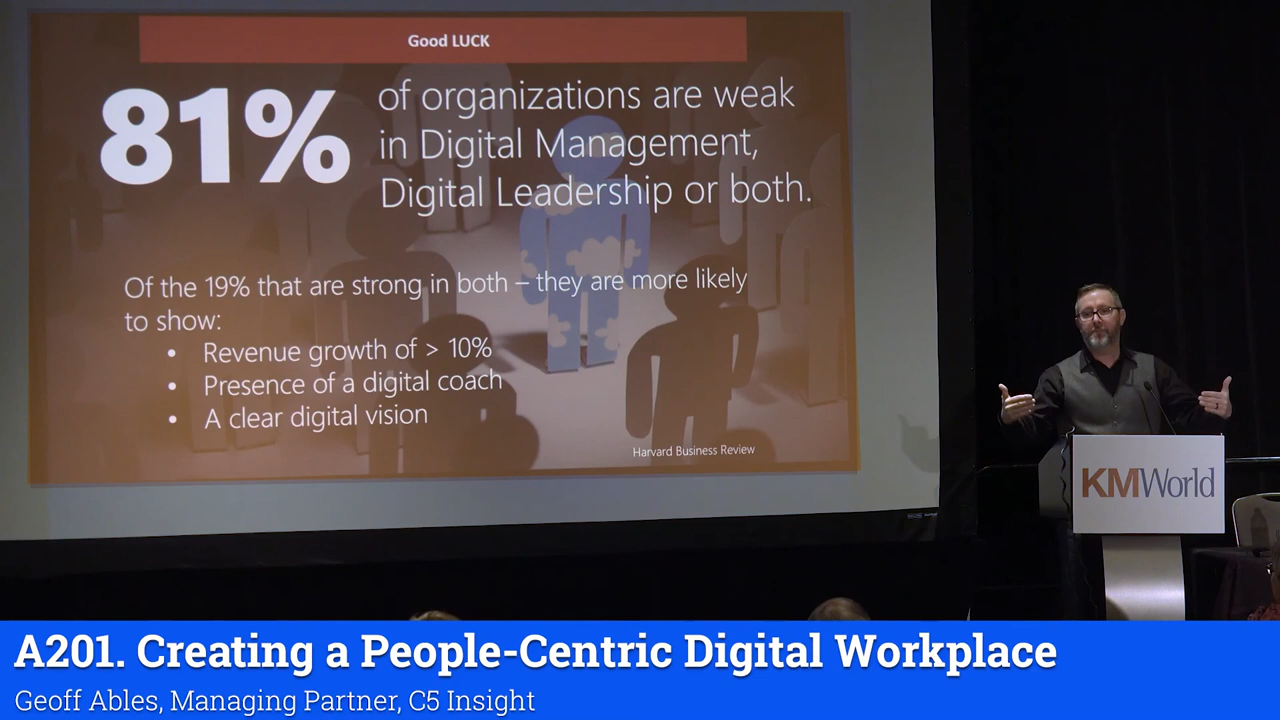 Good LUCK
81%
of organizations are weak
in Digital Management,
Digital Leadership or both.
Of the 19% that are strong in both – they are more likely
to show:
• Revenue growth of > 10%
• Presence of a digital coach
• A clear digital vision
Harvard Business Review
KMWorld
A201. Creating a People-Centric Digital Workplace
Geoff Ables, Managing Partner, C5 Insight